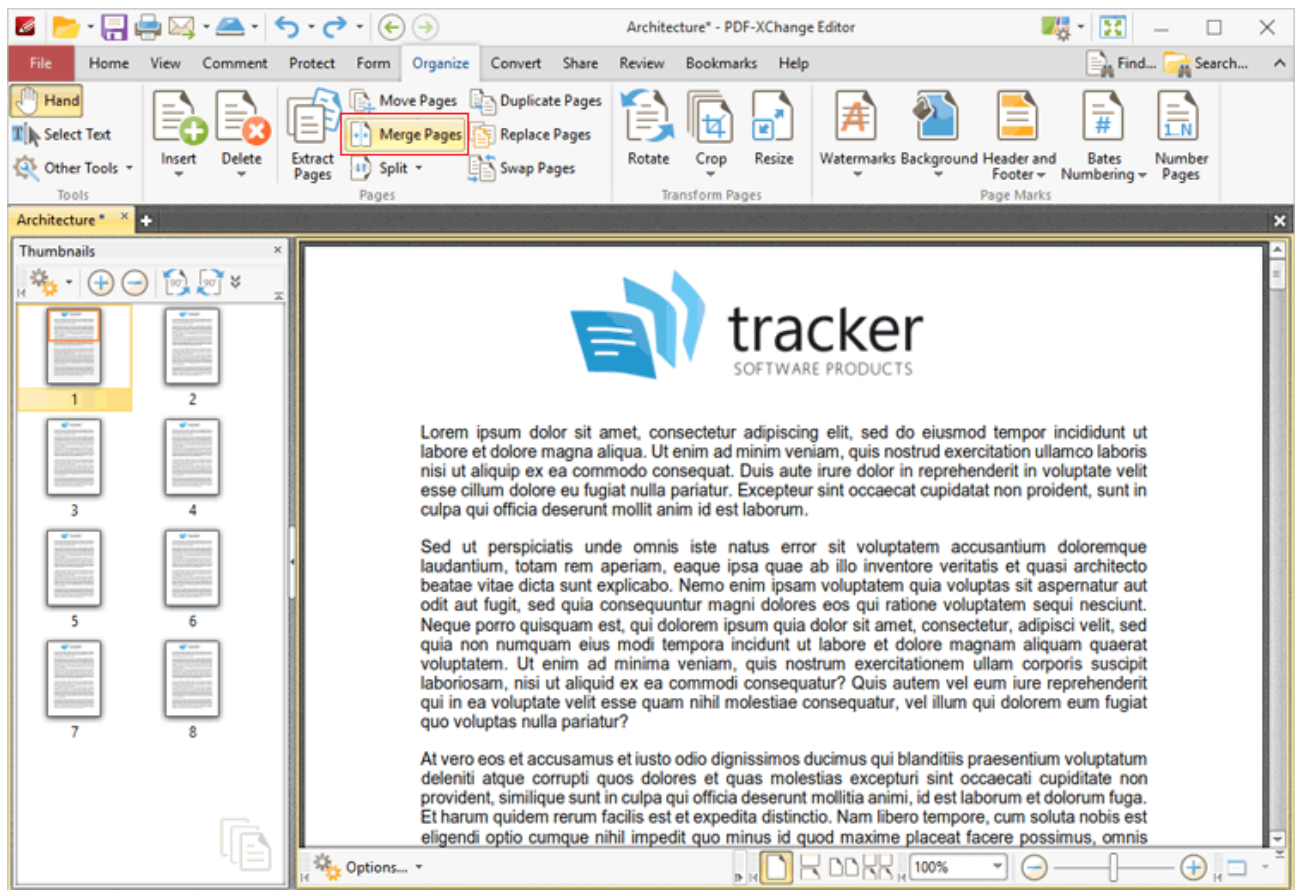 Architecture* - PDF-XChange Editor
File Home View Comment Protect Form Organize Convert Share Review Bookmarks Help Find... Search...
Hand
Select Text
Other Tools
Tools
Insert
Delete
Extract Pages
Move Pages
Merge Pages
Split
Duplicate Pages
Replace Pages
Swap Pages
Pages
Rotate
Crop
Resize
Transform Pages
Watermarks
Background
Header and Footer
Bates Numbering
1..N
Number Pages
Page Marks
Architecture *
Thumbnails
90°
90°
1
2
3
4
5
6
7
8
tracker
SOFTWARE PRODUCTS
Lorem ipsum dolor sit amet, consectetur adipiscing elit, sed do eiusmod tempor incididunt ut
labore et dolore magna aliqua. Ut enim ad minim veniam, quis nostrud exercitation ullamco laboris
nisi ut aliquip ex ea commodo consequat. Duis aute irure dolor in reprehenderit in voluptate velit
esse cillum dolore eu fugiat nulla pariatur. Excepteur sint occaecat cupidatat non proident, sunt in
culpa qui officia deserunt mollit anim id est laborum.
Sed ut perspiciatis unde omnis iste natus error sit voluptatem accusantium doloremque
laudantium, totam rem aperiam, eaque ipsa quae ab illo inventore veritatis et quasi architecto
beatae vitae dicta sunt explicabo. Nemo enim ipsam voluptatem quia voluptas sit aspernatur aut
odit aut fugit, sed quia consequuntur magni dolores eos qui ratione voluptatem sequi nesciunt.
Neque porro quisquam est, qui dolorem ipsum quia dolor sit amet, consectetur, adipisci velit, sed
quia non numquam eius modi tempora incidunt ut labore et dolore magnam aliquam quaerat
voluptatem. Ut enim ad minima veniam, quis nostrum exercitationem ullam corporis suscipit
laboriosam, nisi ut aliquid ex ea commodi consequatur? Quis autem vel eum iure reprehenderit
qui in ea voluptate velit esse quam nihil molestiae consequatur, vel illum qui dolorem eum fugiat
quo voluptas nulla pariatur?
At vero eos et accusamus et iusto odio dignissimos ducimus qui blanditiis praesentium voluptatum
deleniti atque corrupti quos dolores et quas molestias excepturi sint occaecati cupiditate non
provident, similique sunt in culpa qui officia deserunt mollitia animi, id est laborum et dolorum fuga.
Et harum quidem rerum facilis est et expedita distinctio. Nam libero tempore, cum soluta nobis est
eligendi optio cumque nihil impedit quo minus id quod maxime placeat facere possimus, omnis
Options...
100%